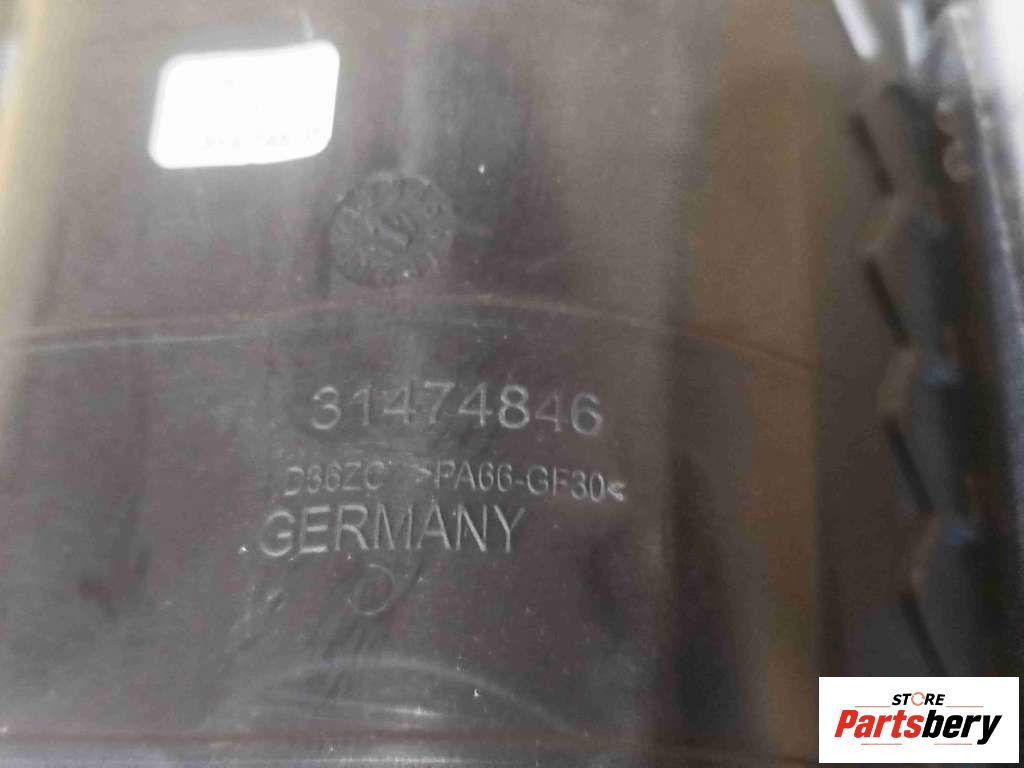 31474846
D36ZC >PA66-GF30<
GERMANY
STORE
Partsbery